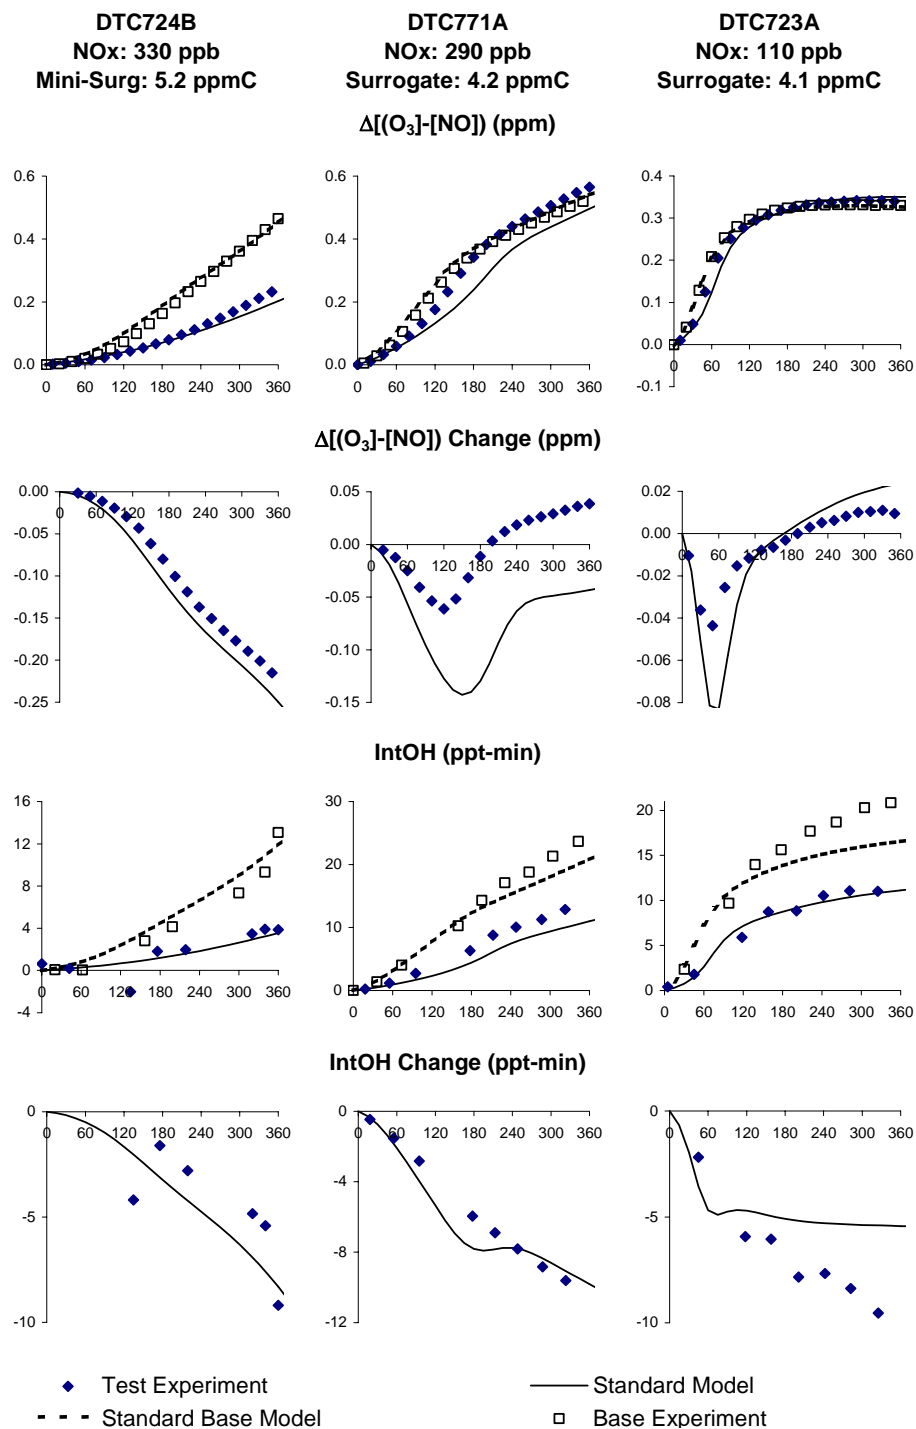 DTC724B DTC771A DTC723A
NOx: 330 ppb NOx: 290 ppb NOx: 110 ppb
Mini-Surg: 5.2 ppmC Surrogate: 4.2 ppmC Surrogate: 4.1 ppmC
Δ[(O₃]-[NO]) (ppm)
0.6 0.6 0.4
0.4 0.4 0.3
0.2
0.2 0.2 0.1
0.0
0.0 0.0 -0.1
0 60 120 180 240 300 360 0 60 120 180 240 300 360 0 60 120 180 240 300 360
Δ[(O₃]-[NO]) Change (ppm)
0.00 0.05 0.02
-0.05 0.00 0.00
-0.10 -0.02
-0.15 -0.05 -0.04
-0.20 -0.10 -0.06
-0.25 -0.15 -0.08
0 60 120 180 240 300 360 0 60 120 180 240 300 360 0 60 120 180 240 300 360
IntOH (ppt-min)
16 30 20
12 20 15
8 10
4 10 5
0 0 0
-4
0 60 120 180 240 300 360 0 60 120 180 240 300 360 0 60 120 180 240 300 360
IntOH Change (ppt-min)
0 0 0
0 60 120 180 240 300 360 0 60 120 180 240 300 360 0 60 120 180 240 300 360
-4
-5 -5
-8
-10 -12 -10
Test Experiment Standard Model
Standard Base Model Base Experiment